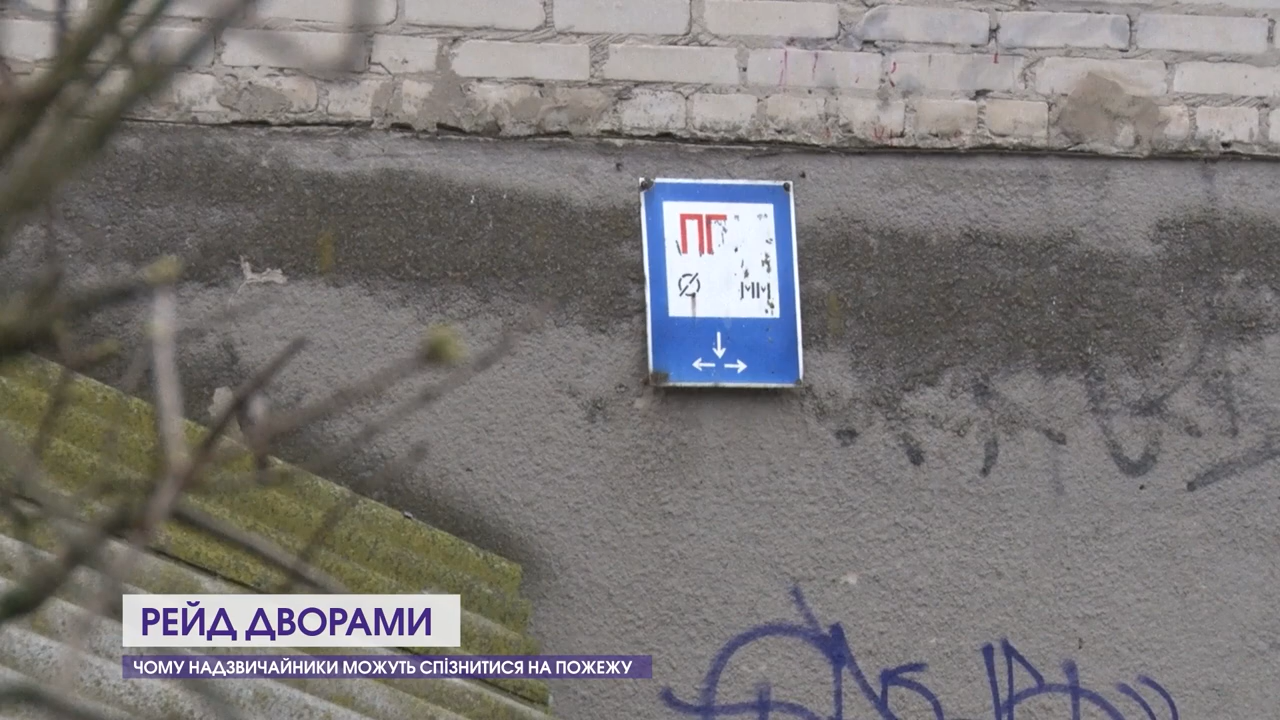 ПГ
Ø ММ
РЕЙД ДВОРАМИ
ЧОМУ НАДЗВИЧАЙНИКИ МОЖУТЬ СПІЗНИТИСЯ НА ПОЖЕЖУ